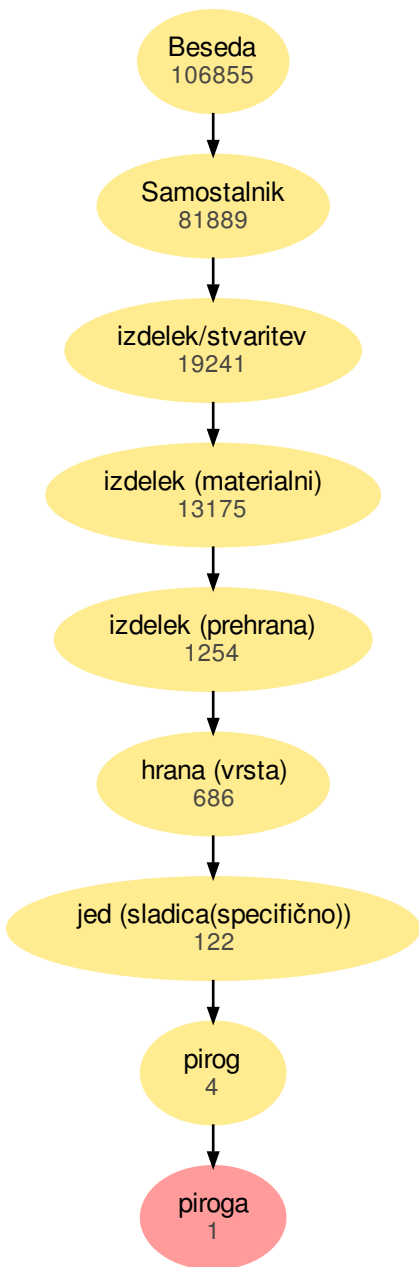 Beseda
106855
Samostalnik
81889
izdelek/stvaritev
19241
izdelek (materialni)
13175
izdelek (prehrana)
1254
hrana (vrsta)
686
jed (sladica(specifično))
122
pirog
4
piroga
1